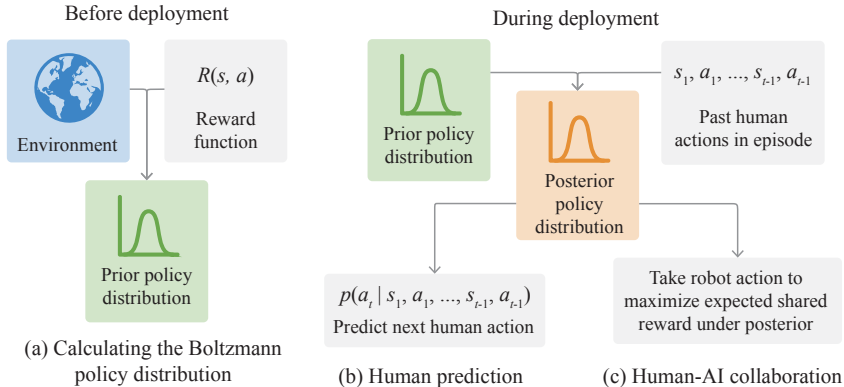 Before deployment
Environment
R(s, a)
Reward
function
Prior policy
distribution
(a) Calculating the Boltzmann
policy distribution
During deployment
Prior policy
distribution
s₁, a₁, ..., sₜ₋₁, aₜ₋₁
Past human
actions in episode
Posterior
policy
distribution
p(aₜ | s₁, a₁, ..., sₜ₋₁, aₜ₋₁)
Predict next human action
Take robot action to
maximize expected shared
reward under posterior
(b) Human prediction
(c) Human-AI collaboration